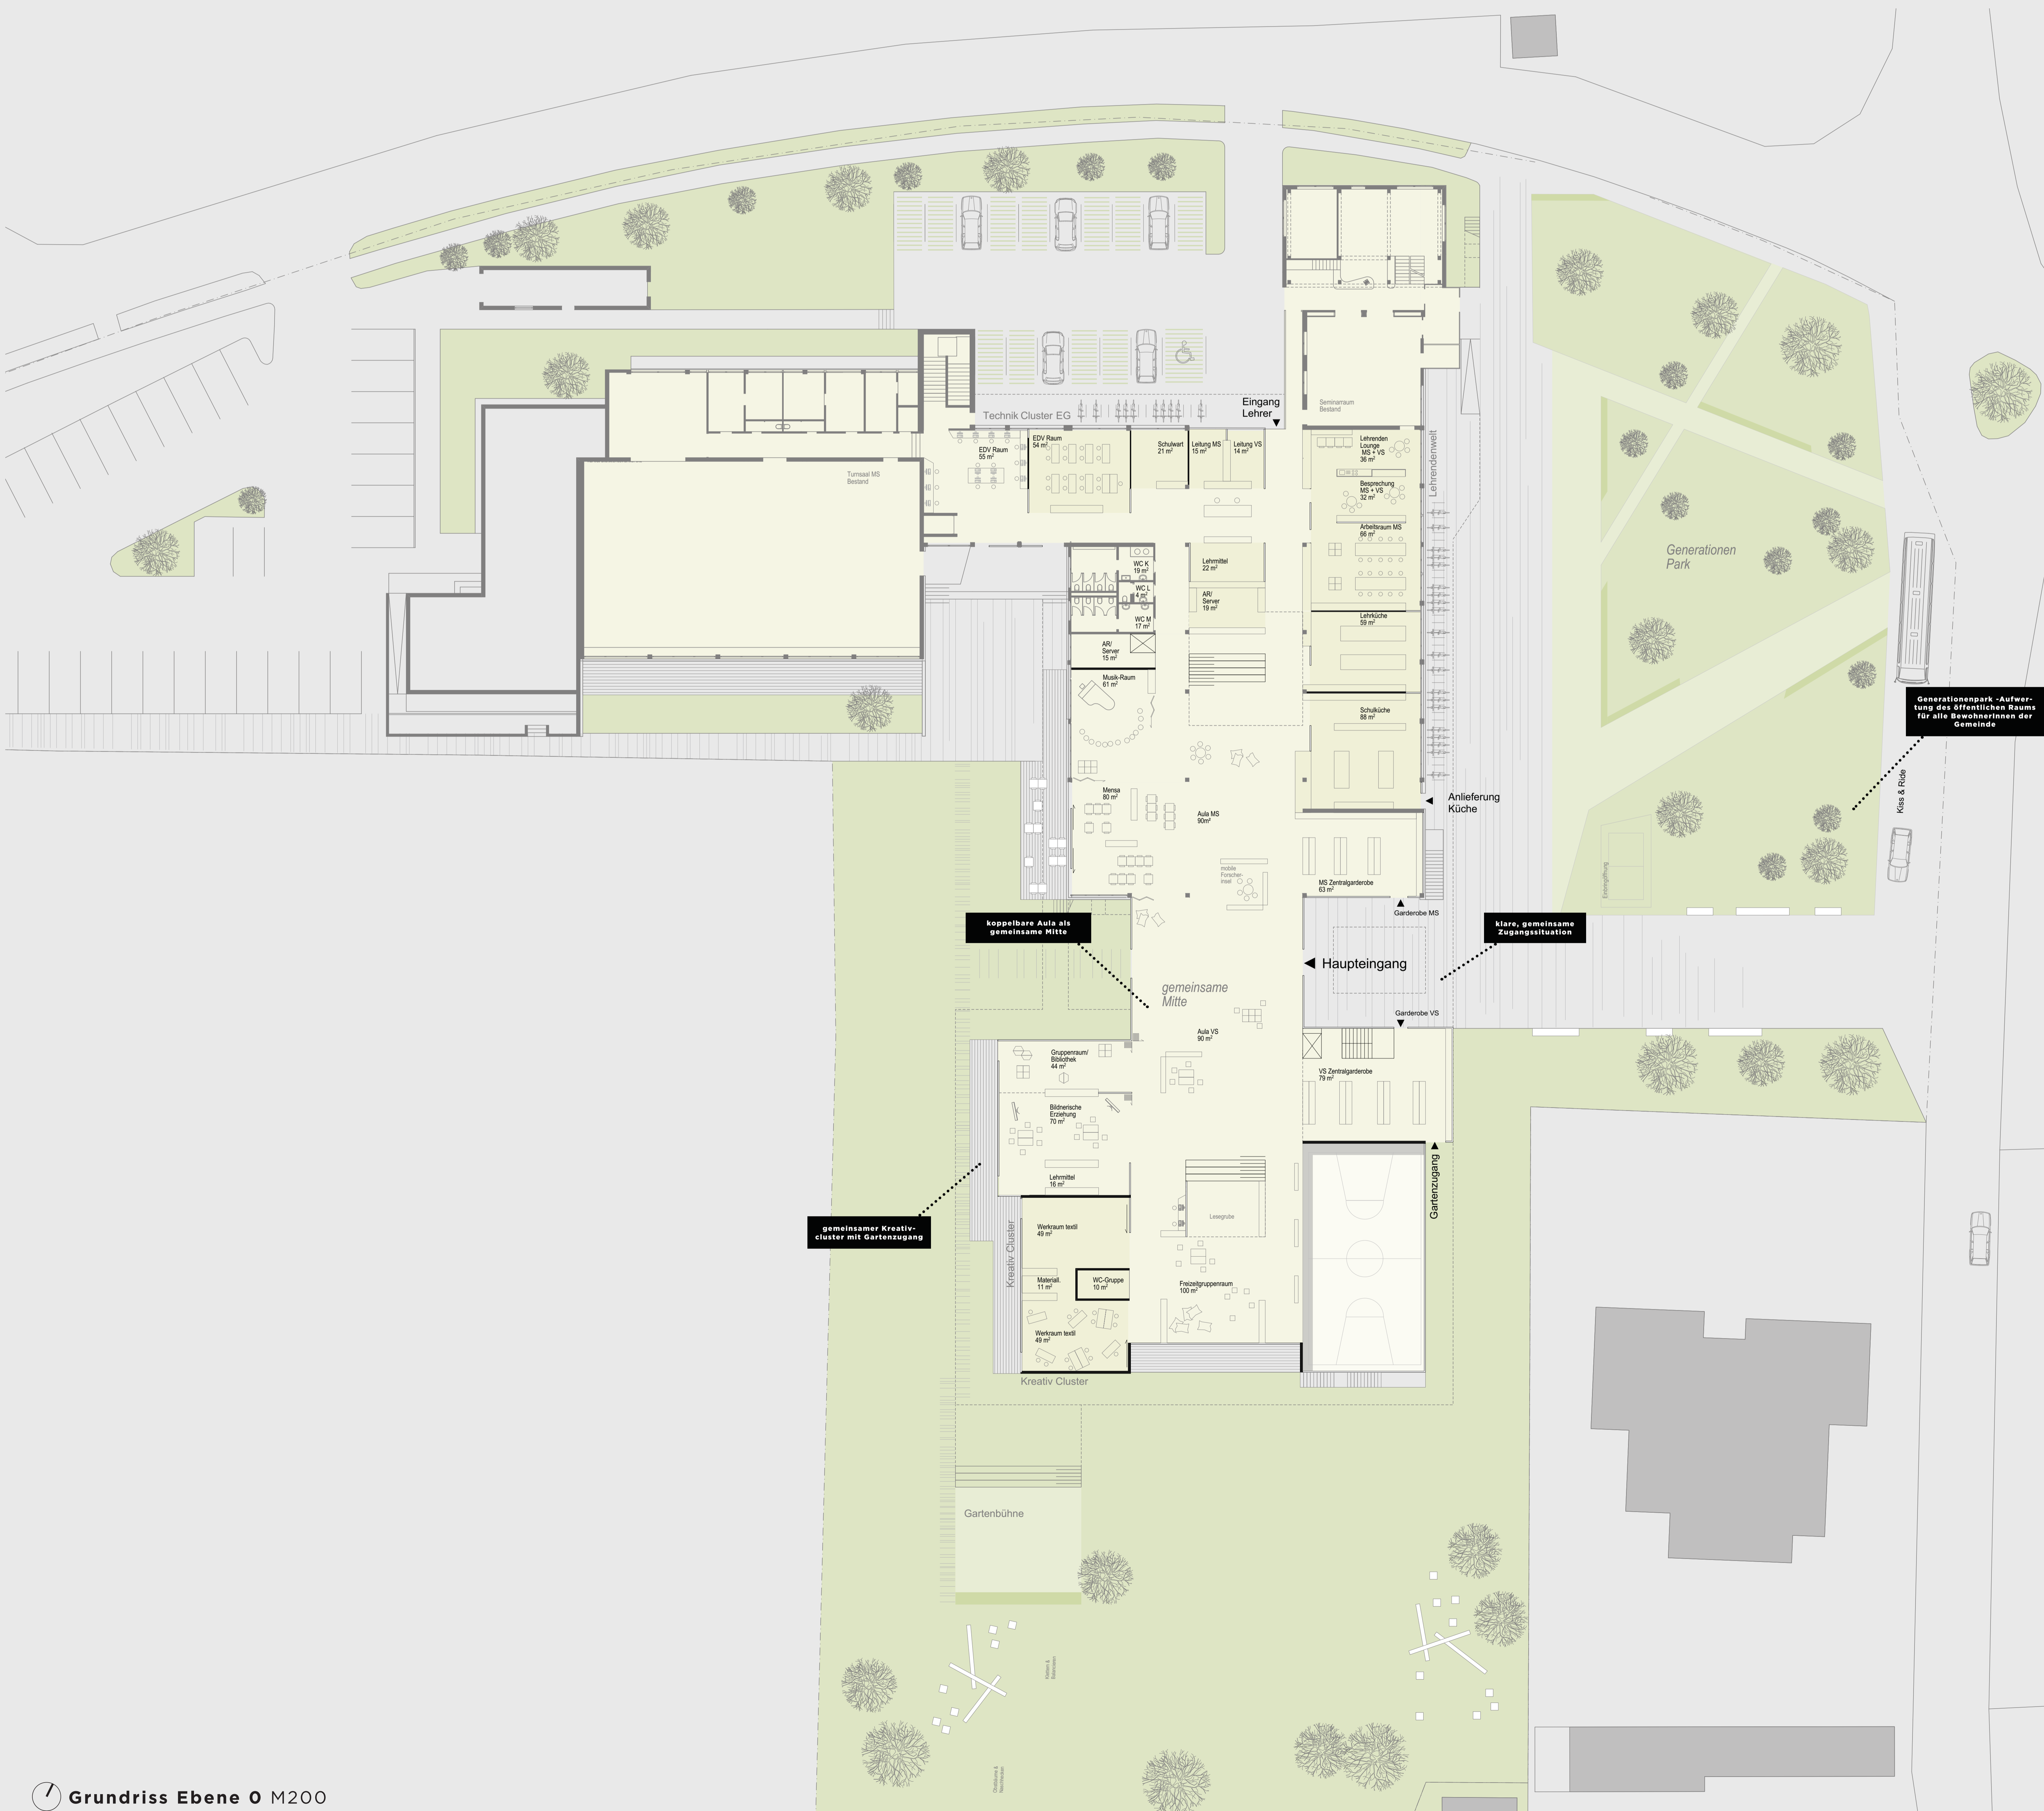 Eingang
Lehrer
Technik Cluster EG
Seminarraum
Bestand
EDV Raum
54 m²
EDV Raum
55 m²
Schulwart
21 m²
Leitung MS
15 m²
Leitung VS
14 m²
Lehrenden
Lounge
MS + VS
36 m²
Lehrendenwelt
Turnsaal MS
Bestand
Besprechung
MS + VS
32 m²
Arbeitsraum MS
66 m²
Generationen
Park
WC K
19 m²
WC L
4 m²
WC M
17 m²
Lehrmittel
22 m²
AR/
Server
19 m²
Lehrküche
59 m²
AR/
Server
15 m²
Musik-Raum
61 m²
Schulküche
88 m²
Generationenpark -Aufwer-
tung des öffentlichen Raums
für alle BewohnerInnen der
Gemeinde
Kiss & Ride
Mensa
80 m²
Aula MS
90m²
Anlieferung
Küche
mobile
Forscher-
insel
MS Zentralgarderobe
63 m²
Garderobe MS
koppelbare Aula als
gemeinsame Mitte
klare, gemeinsame
Zugangssituation
Haupteingang
gemeinsame
Mitte
Garderobe VS
Aula VS
90 m²
Gruppenraum/
Bibliothek
44 m²
VS Zentralgarderobe
79 m²
Bildnerische
Erziehung
70 m²
Lehrmittel
16 m²
Gartenzugang
gemeinsamer Kreativ-
cluster mit Gartenzugang
Kreativ Cluster
Werkraum textil
49 m²
Lesegrube
Materiall.
11 m²
WC-Gruppe
10 m²
Freizeitgruppenraum
100 m²
Werkraum textil
49 m²
Kreativ Cluster
Gartenbühne
Klettern &
Balancieren
Obstbäume &
Naschhecken
Grundriss Ebene 0 M200